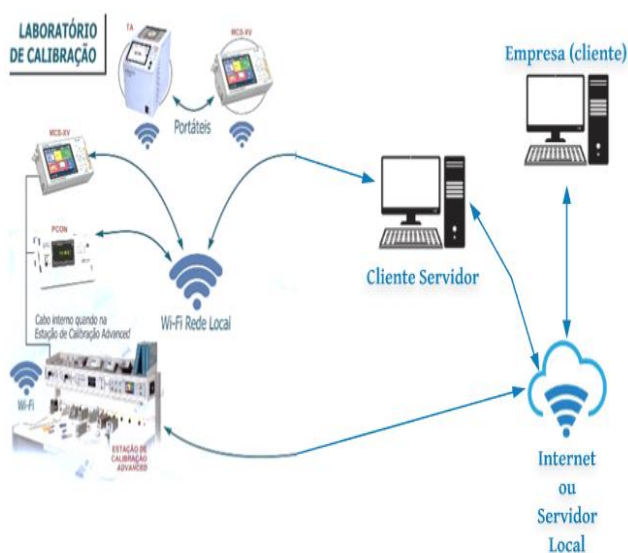 LABORATÓRIO
DE CALIBRAÇÃO
TA
MCS-XV
Portáteis
MCS-XV
PCON
Cabo interno quando na
Estação de Calibração Advanced
Wi-Fi
Wi-Fi Rede Local
ESTAÇÃO DE
CALIBRAÇÃO
ADVANCED
Cliente Servidor
Empresa (cliente)
Internet
ou
Servidor
Local